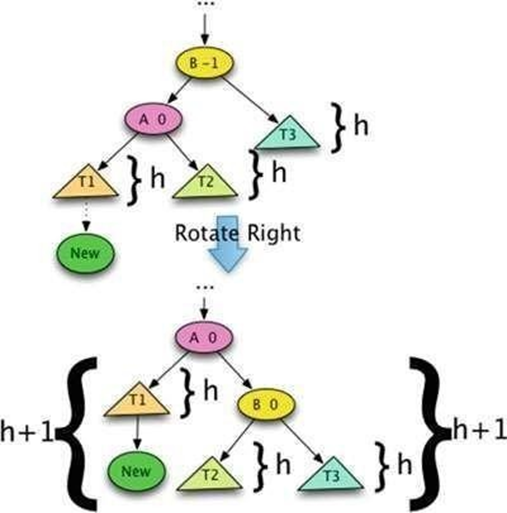 ...
B -1
A 0
T3
h
T1
h
T2
h
New
Rotate Right
...
A 0
T1
h
B 0
h+1
h+1
New
T2
h
T3
h